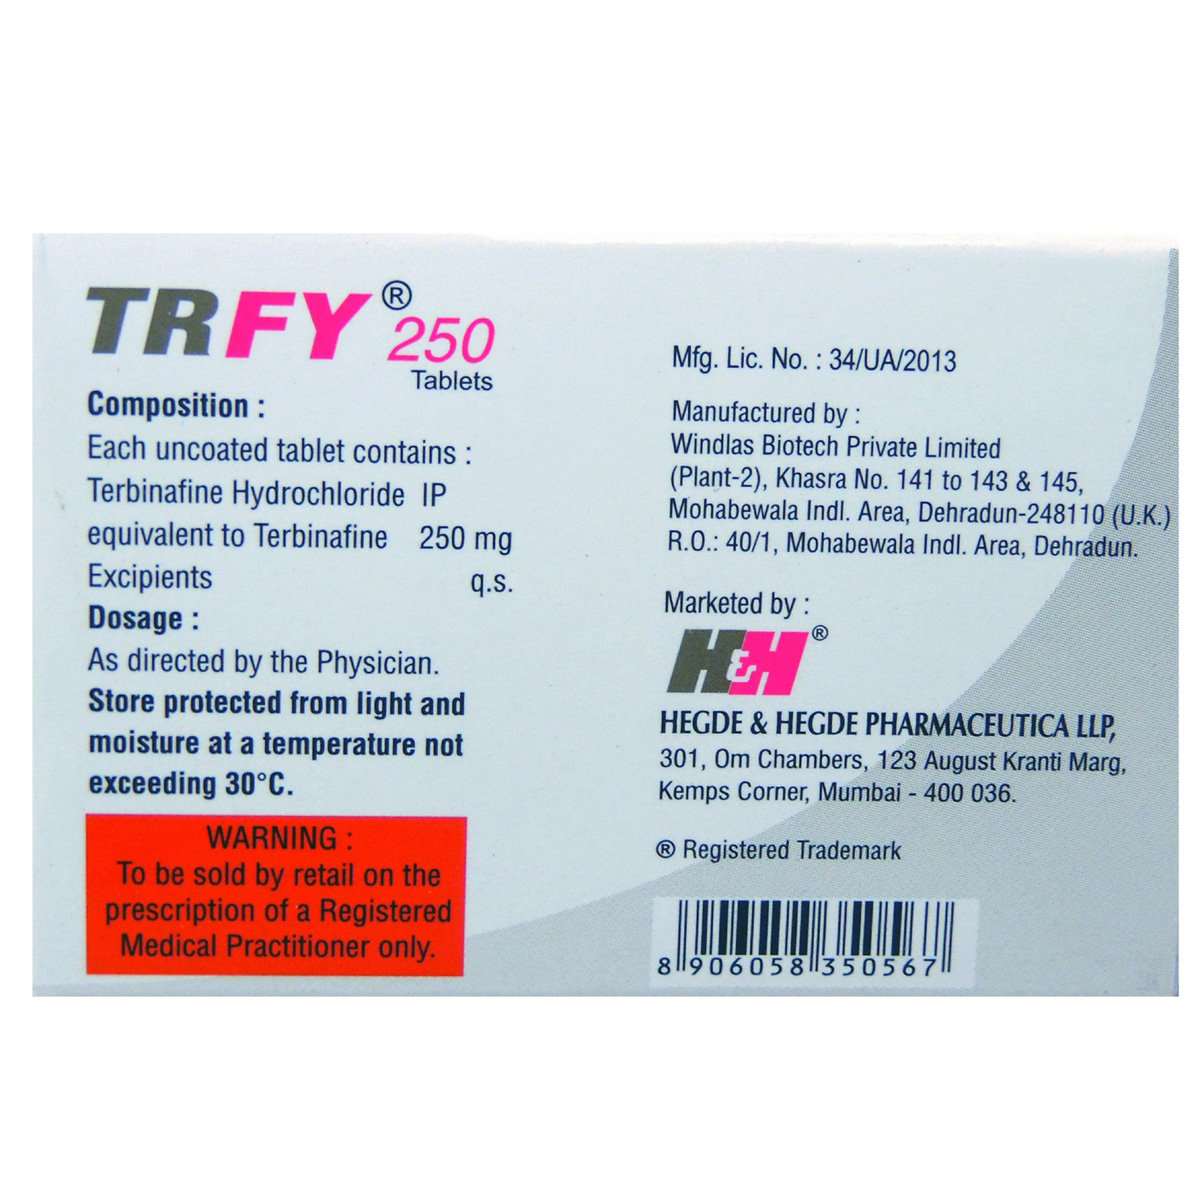 TRFY® 250
Tablets
Composition :
Each uncoated tablet contains :
Terbinafine Hydrochloride IP
equivalent to Terbinafine 250 mg
Excipients q.s.
Dosage :
As directed by the Physician.
Store protected from light and
moisture at a temperature not
exceeding 30°C.
WARNING :
To be sold by retail on the
prescription of a Registered
Medical Practitioner only.
Mfg. Lic. No. : 34/UA/2013
Manufactured by :
Windlas Biotech Private Limited
(Plant-2), Khasra No. 141 to 143 & 145,
Mohabewala Indl. Area, Dehradun-248110 (U.K.)
R.O.: 40/1, Mohabewala Indl. Area, Dehradun.
Marketed by :
H&H®
HEGDE & HEGDE PHARMACEUTICA LLP,
301, Om Chambers, 123 August Kranti Marg,
Kemps Corner, Mumbai - 400 036.
® Registered Trademark
8 906058 350567